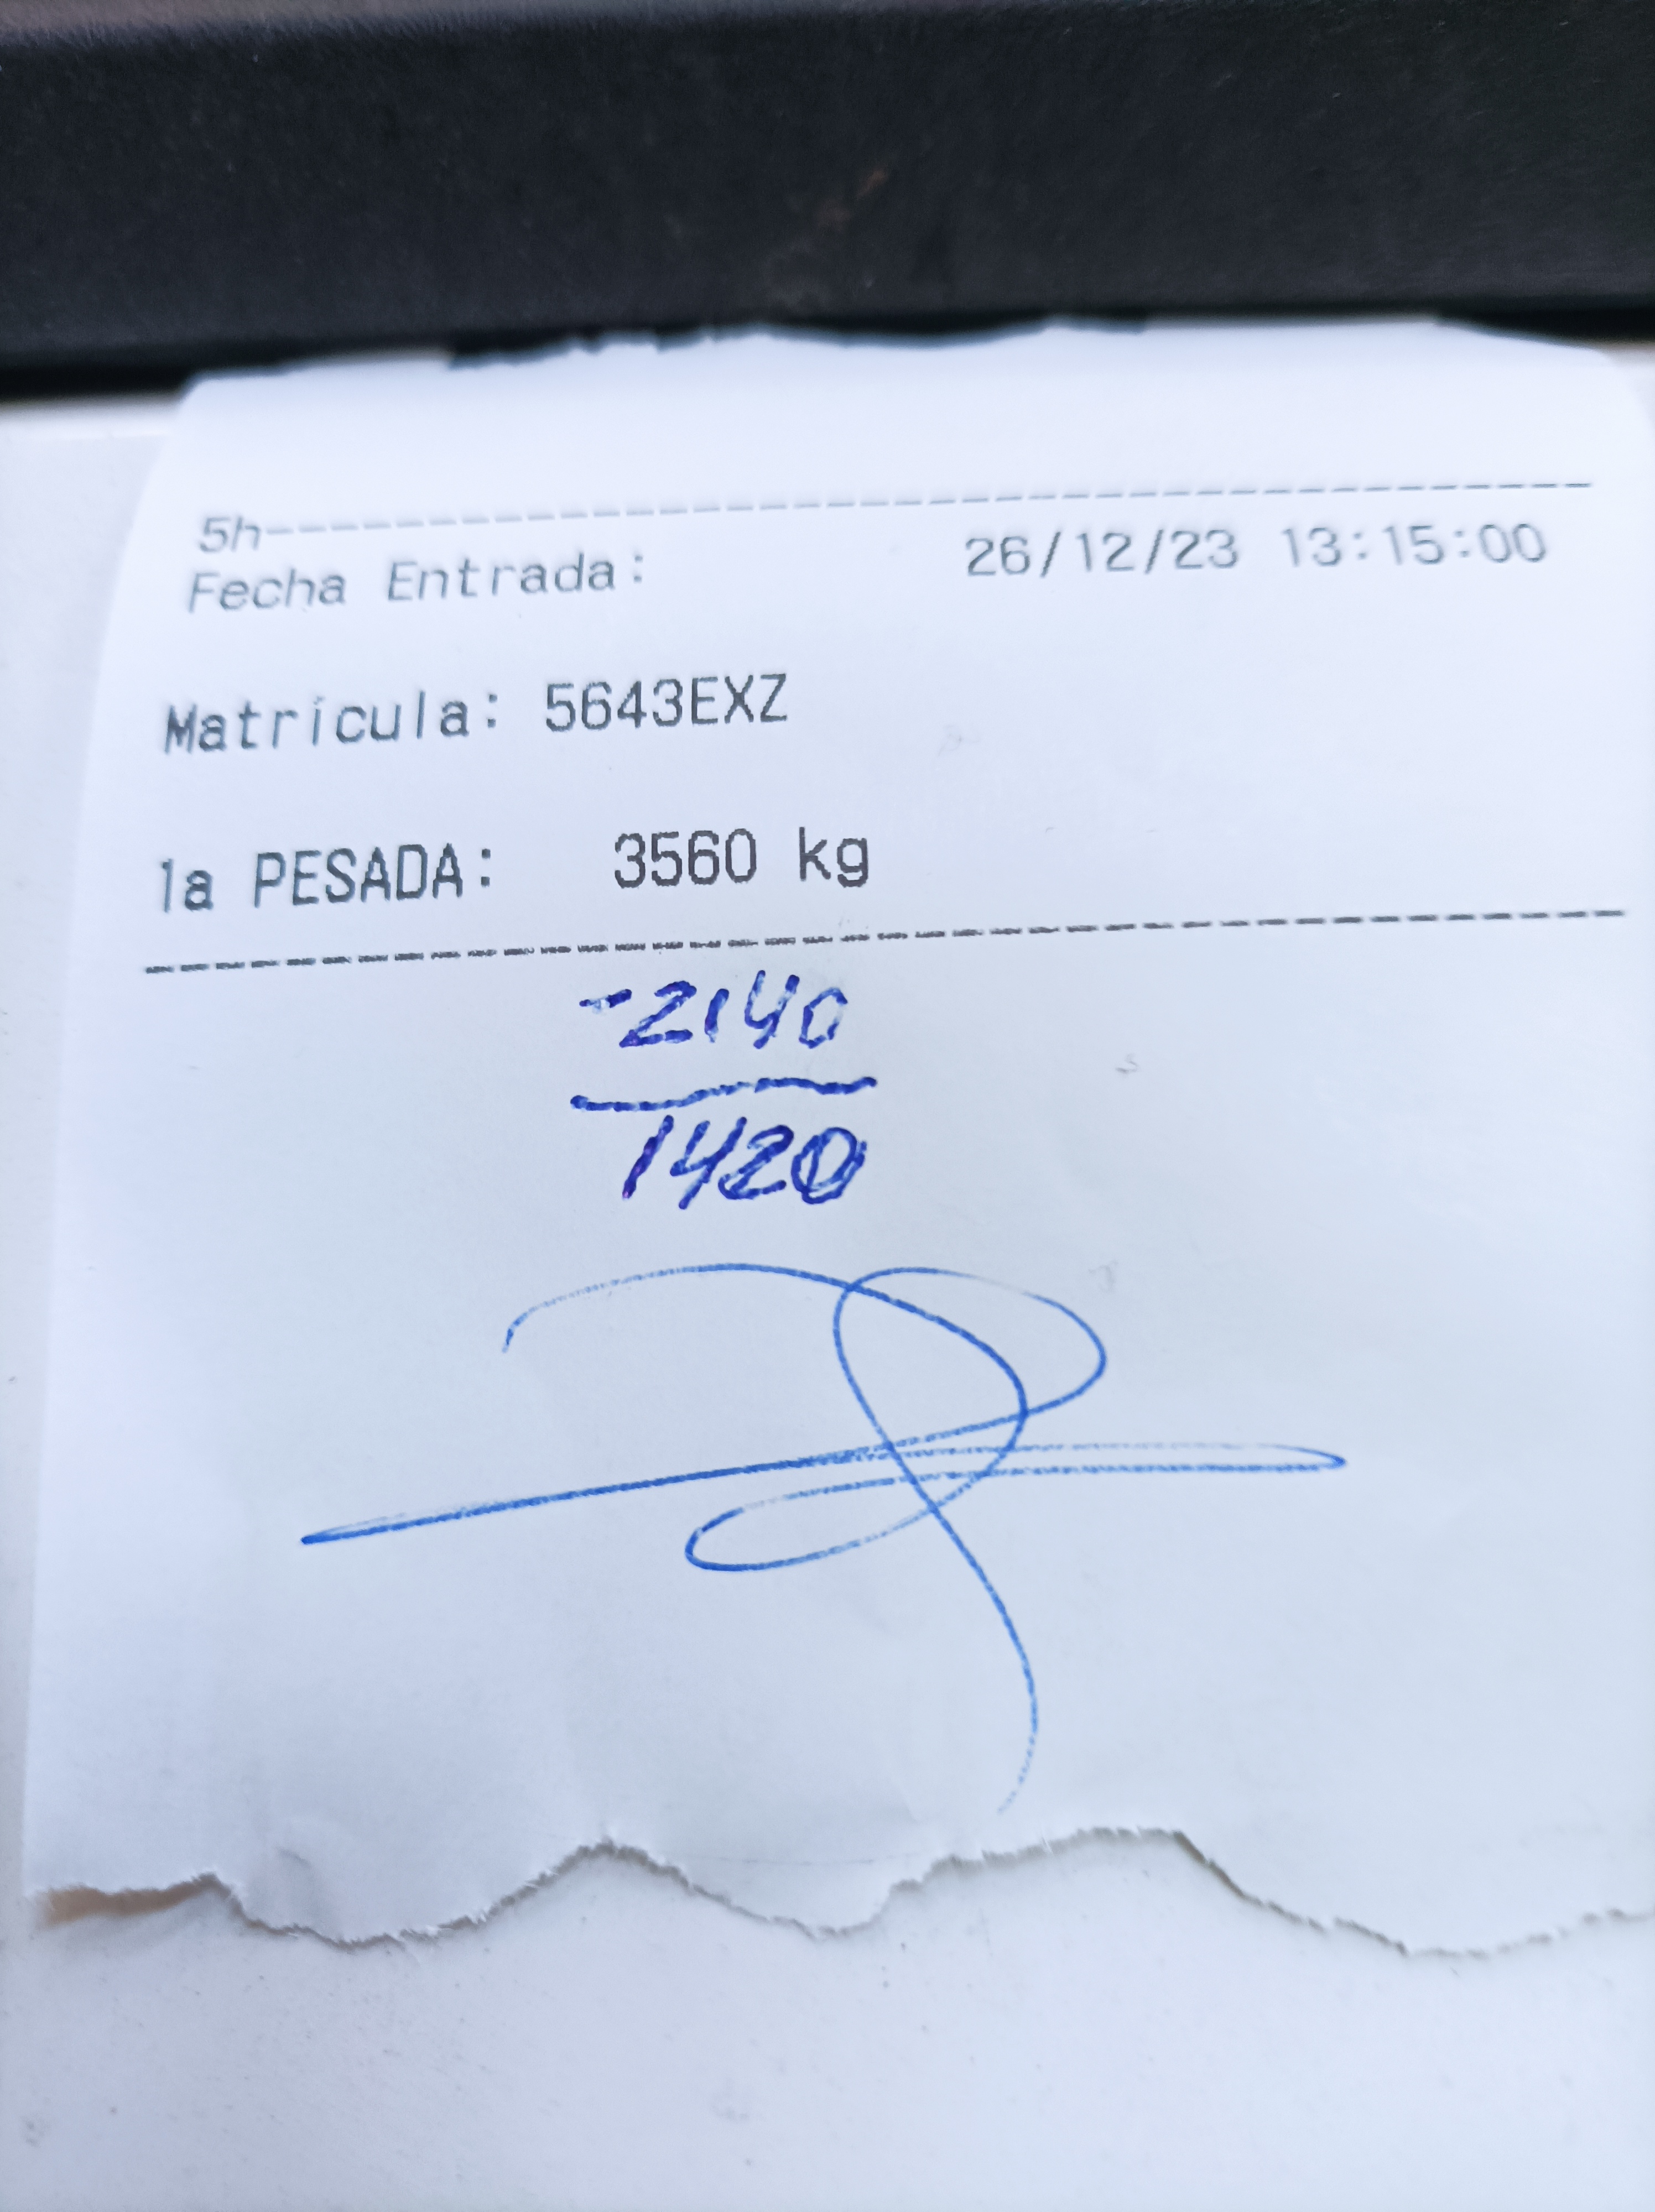 5h--------------------------------------
Fecha Entrada: 26/12/23 13:15:00
Matrícula: 5643EXZ
1a PESADA: 3560 kg
----------------------------------------
-2140
1420